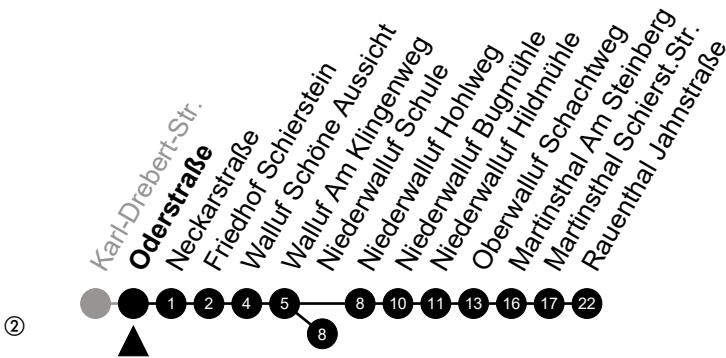 Karl-Drebert-Str.
Oderstraße
Neckarstraße
Friedhof Schierstein
Walluf Schöne Aussicht
Walluf Am Klingenweg
Niederwalluf Schule
Niederwalluf Hohlweg
Niederwalluf Bugmühle
Niederwalluf Hildmühle
Oberwalluf Schachtweg
Martinsthal Am Steinberg
Martinsthal Schierst.Str.
Rauenthal Jahnstraße
1 2 4 5 8 10 11 13 16 17 22
② 8